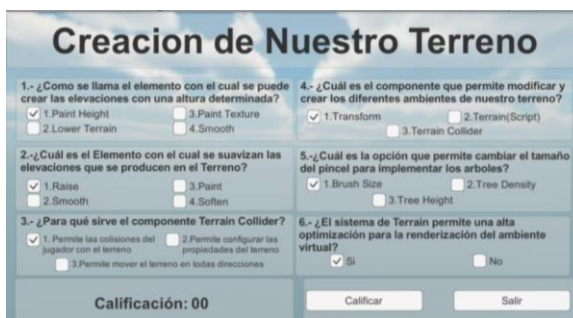 Creacion de Nuestro Terreno
1.- ¿Como se llama el elemento con el cual se puede
crear las elevaciones con una altura determinada?
1.Paint Height
3.Paint Texture
2.Lower Terrain
4.Smooth
2.-¿Cuál es el Elemento con el cual se suavizan las
elevaciones que se producen en el Terreno?
1.Raise
3.Paint
2.Smooth
4.Soften
3.- ¿Para qué sirve el componente Terrain Collider?
1. Permite las colisiones del
jugador con el terreno
2.Permite configurar las
propiedades del terreno
3.Permite mover el terreno en todas direcciones
Calificación: 00
4.- ¿Cuál es el componente que permite modificar y
crear los diferentes ambientes de nuestro terreno?
1.Transform
2.Terrain(Script)
3.Terrain Collider
5.-¿Cuál es la opción que permite cambiar el tamaño
del pincel para implementar los arboles?
1.Brush Size
2.Tree Density
3.Tree Height
6.- ¿El sistema de Terrain permite una alta
optimización para la renderización del ambiente
virtual?
Si
No
Calificar
Salir